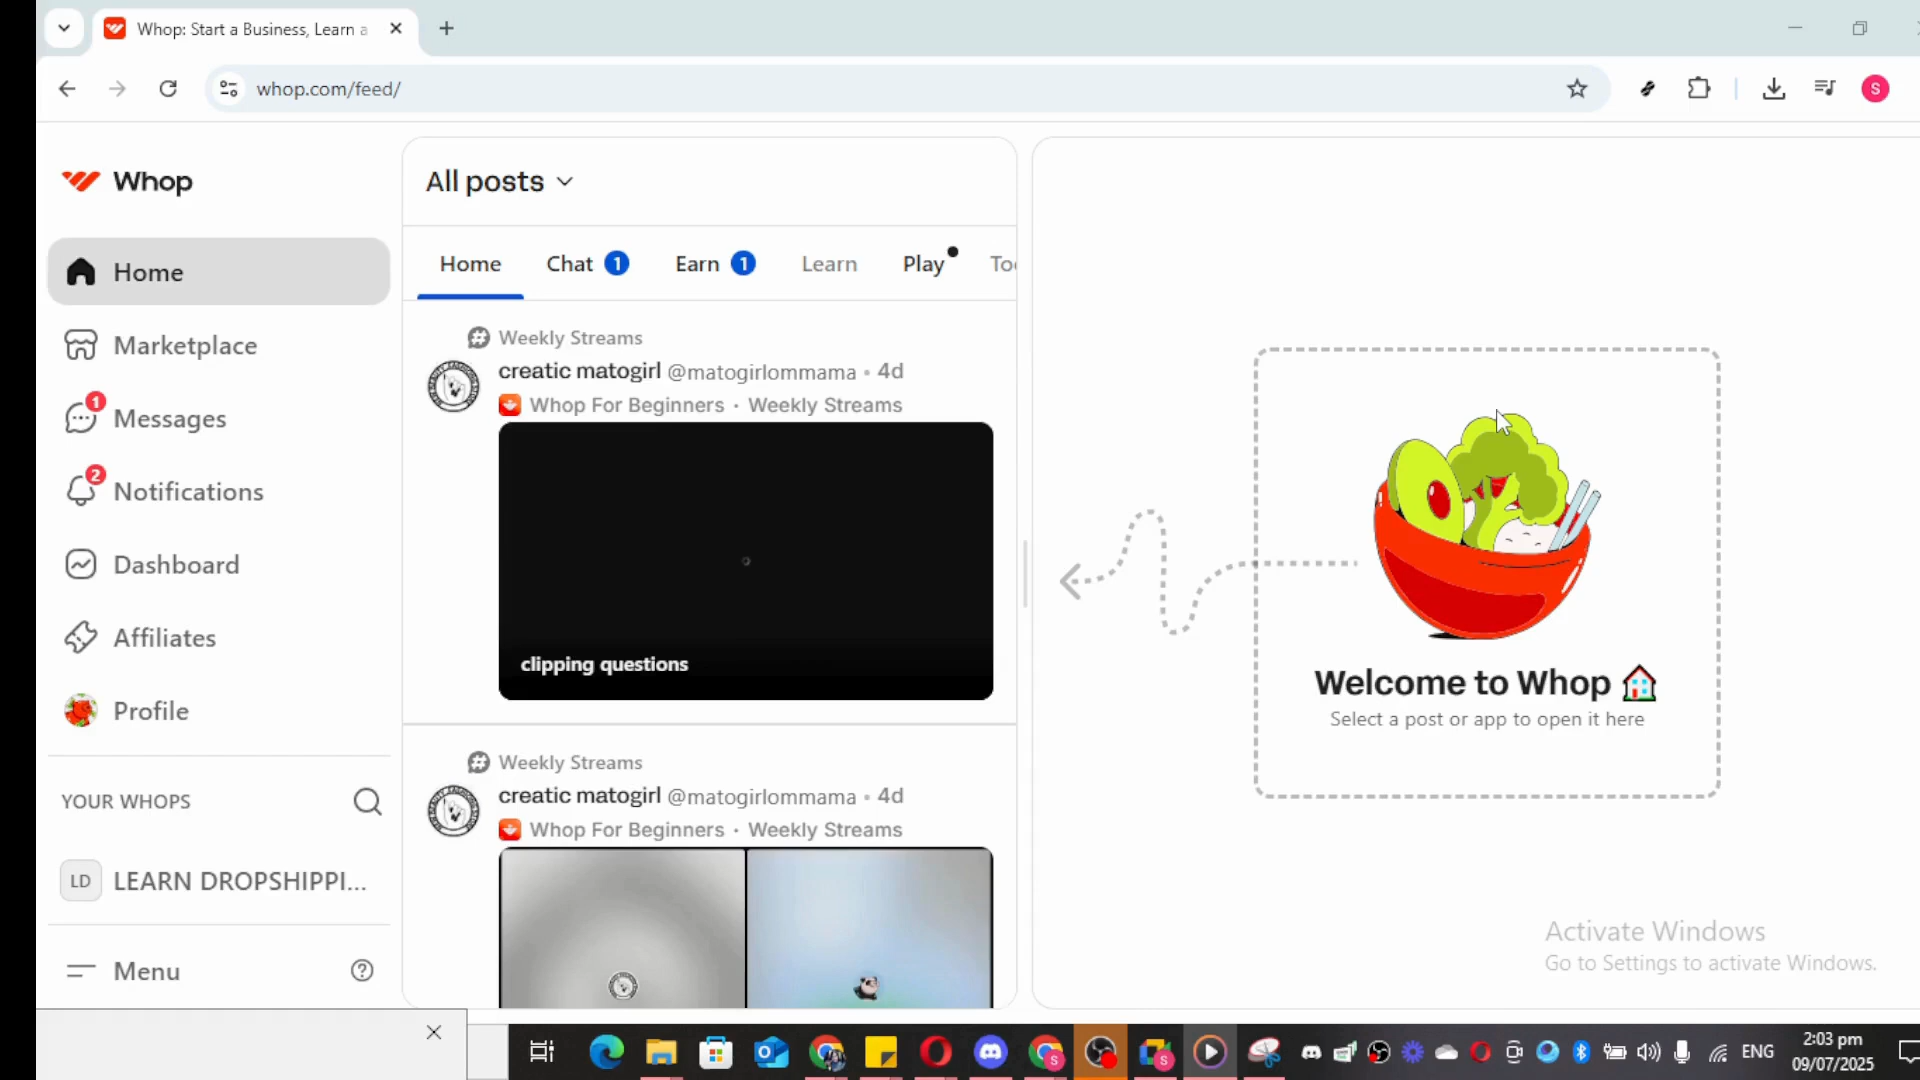 Whop: Start a Business, Learn a
whop.com/feed/
S
Whop
Home
Marketplace
1
Messages
2
Notifications
Dashboard
Affiliates
Profile
YOUR WHOPS
LD LEARN DROPSHIPPI...
Menu
All posts
Home Chat 1 Earn 1 Learn Play Too
Weekly Streams
creatic matogirl @matogirlommama • 4d
Whop For Beginners · Weekly Streams
clipping questions
Weekly Streams
creatic matogirl @matogirlommama • 4d
Whop For Beginners · Weekly Streams
Welcome to Whop
Select a post or app to open it here
Activate Windows
Go to Settings to activate Windows.
ENG
2:03 pm
09/07/2025